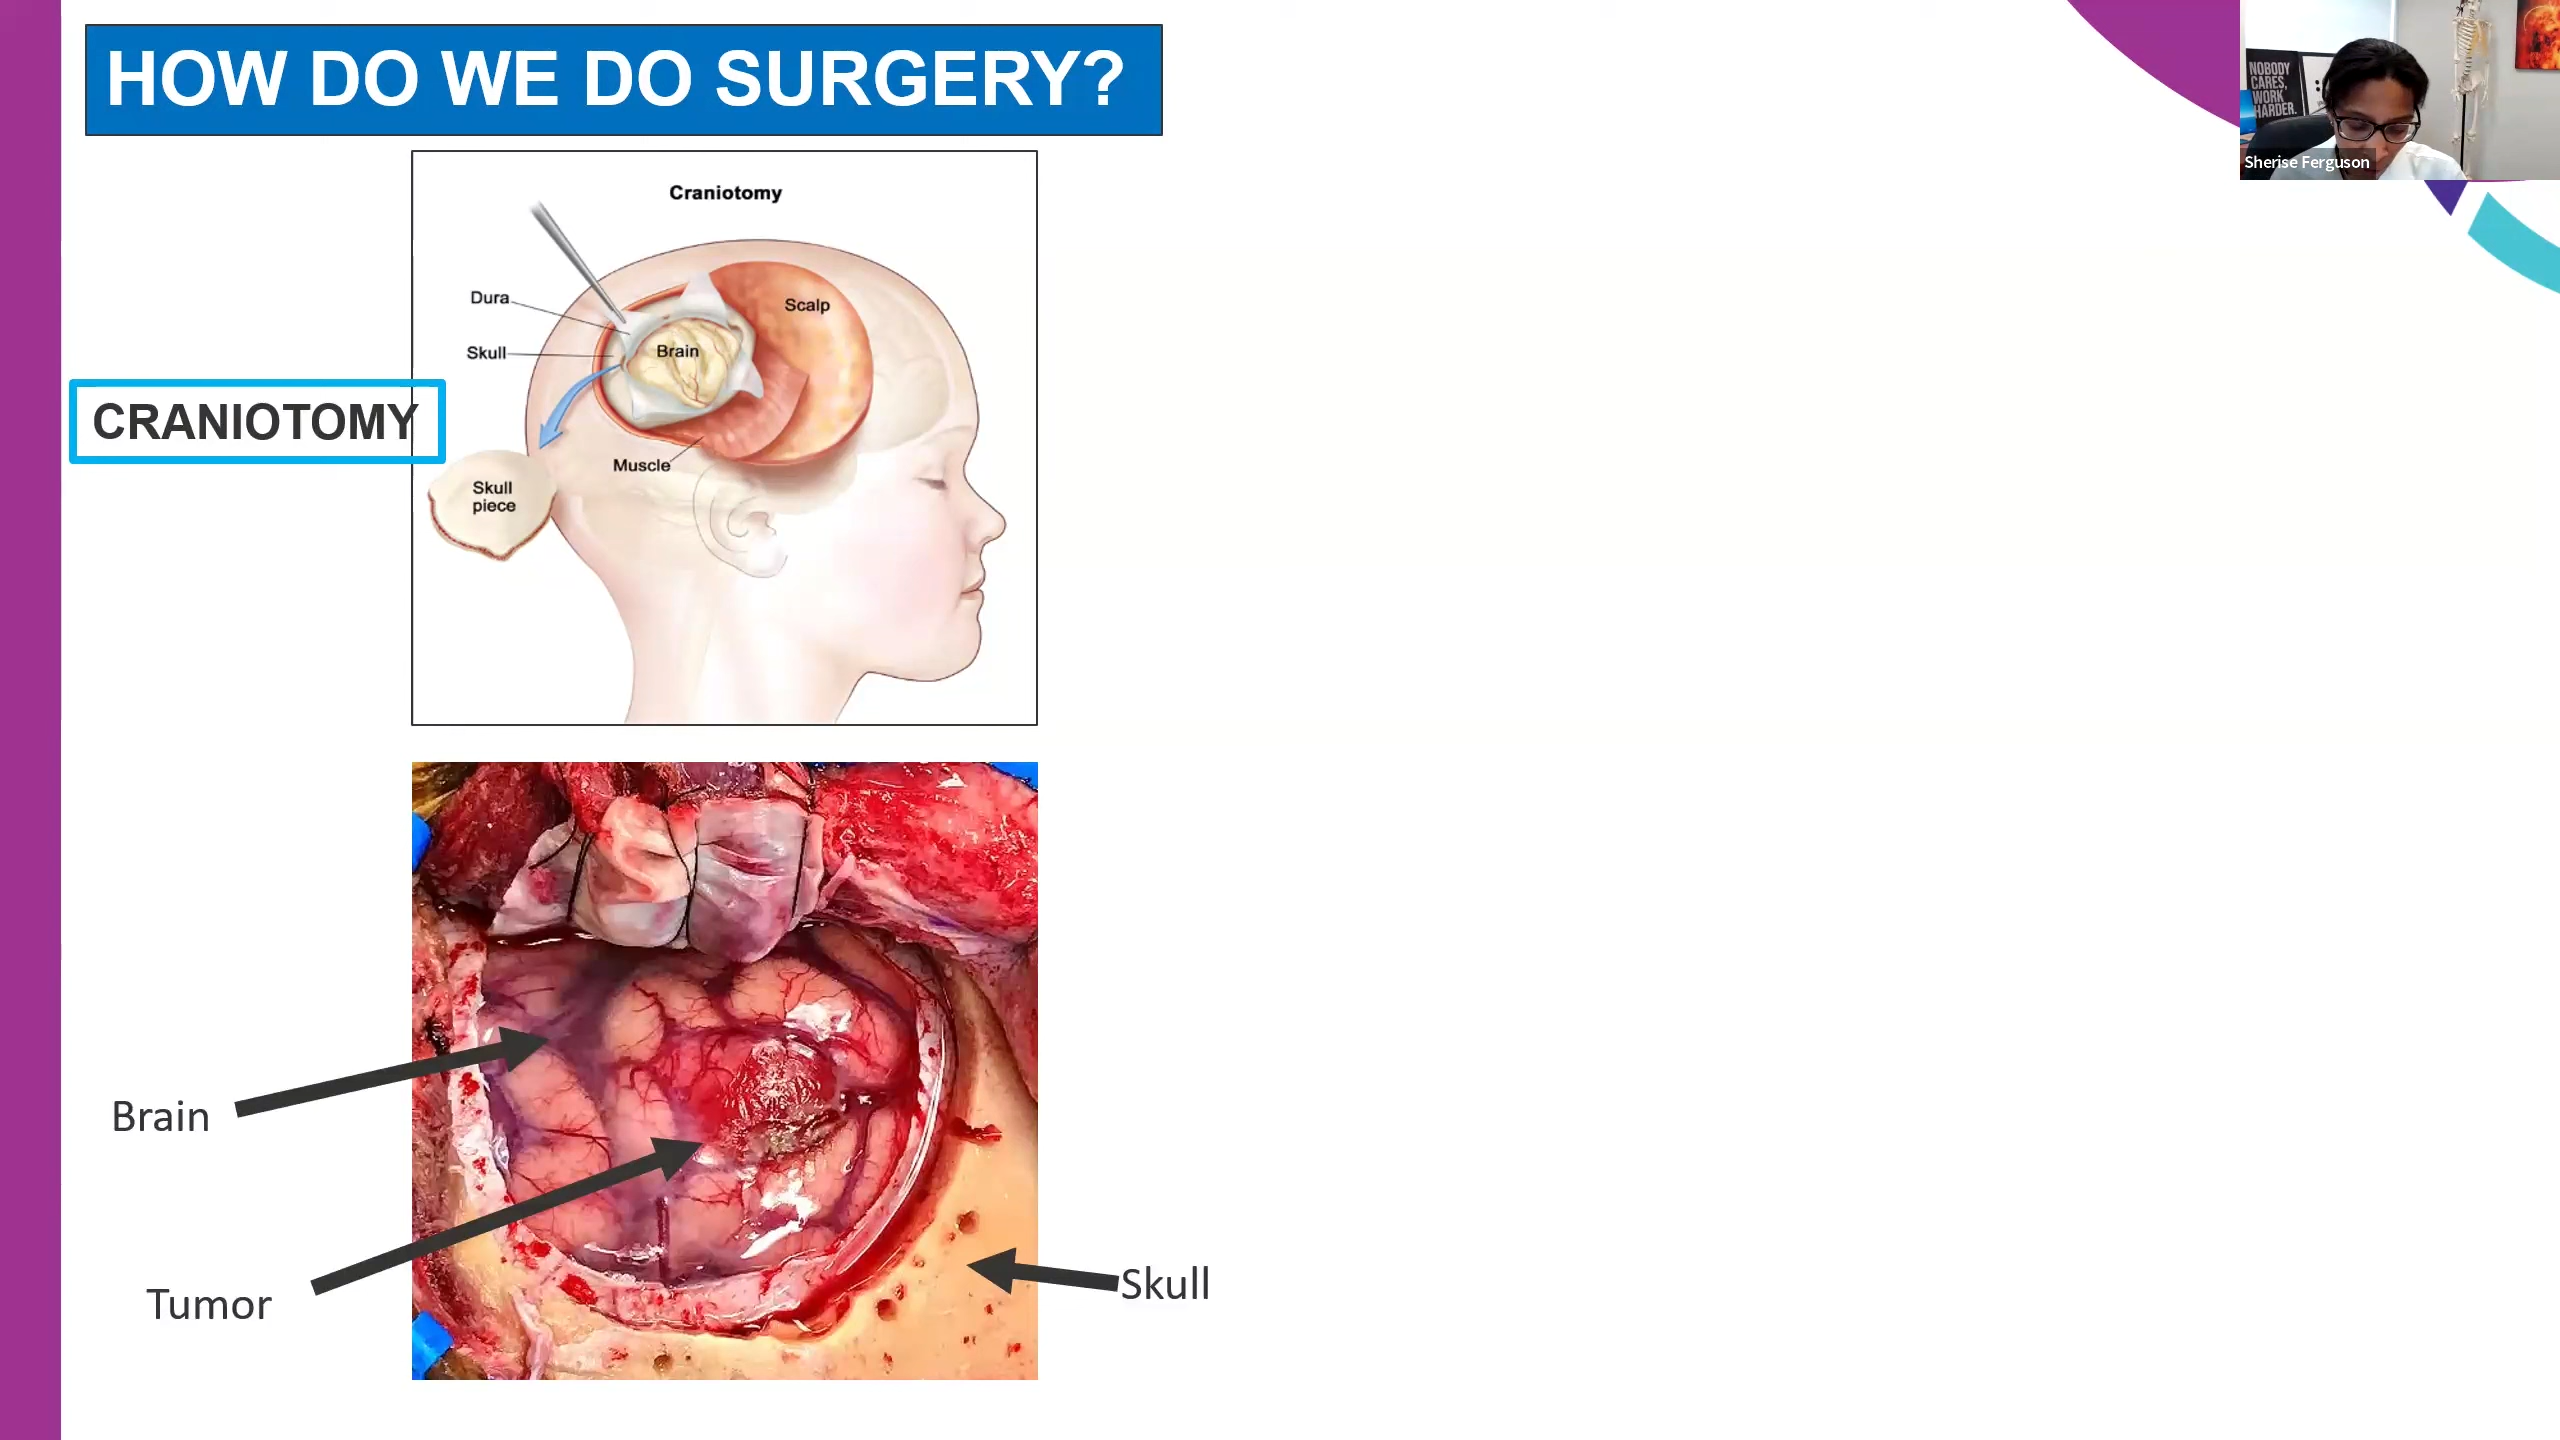 HOW DO WE DO SURGERY?
NOBODY
CARES,
WORK
HARDER.
Sherise Ferguson
Craniotomy
Dura
Scalp
Skull
Brain
CRANIOTOMY
Muscle
Skull
piece
Brain
Tumor
Skull